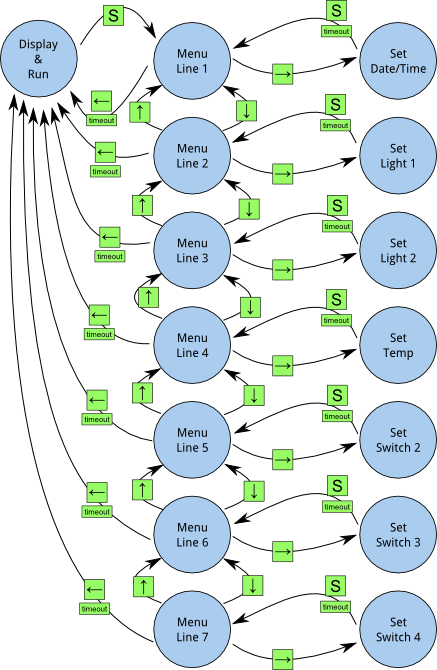 Display
&
Run
S
Menu
Line 1
S
timeout
→
Set
Date/Time
←
timeout
↑
↓
Menu
Line 2
S
timeout
→
Set
Light 1
←
timeout
↑
↓
Menu
Line 3
S
timeout
→
Set
Light 2
←
timeout
↑
↓
Menu
Line 4
S
timeout
→
Set
Temp
←
timeout
↑
↓
Menu
Line 5
S
timeout
→
Set
Switch 2
←
timeout
↑
↓
Menu
Line 6
S
timeout
→
Set
Switch 3
←
timeout
↑
↓
Menu
Line 7
S
timeout
→
Set
Switch 4
←
timeout